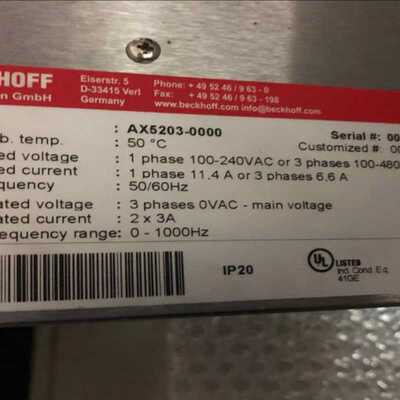 HOFF
n GmbH
Eiserstr. 5
D-33415 Verl
Germany
Phone: + 49 52 46 / 9 63 - 0
Fax: + 49 52 46 / 9 63 - 198
www.beckhoff.com info@beckhoff.com
: AX5203-0000
Serial #: 00
b. temp. : 50 °C
Customized #: 00
ed voltage : 1 phase 100-240VAC or 3 phases 100-480
ed current : 1 phase 11.4 A or 3 phases 6.6 A
equency : 50/60Hz
ated voltage : 3 phases 0VAC - main voltage
ated current : 2 x 3A
equency range: 0 - 1000Hz
IP20
UL LISTED
Ind. Cont. Eq.
41GE